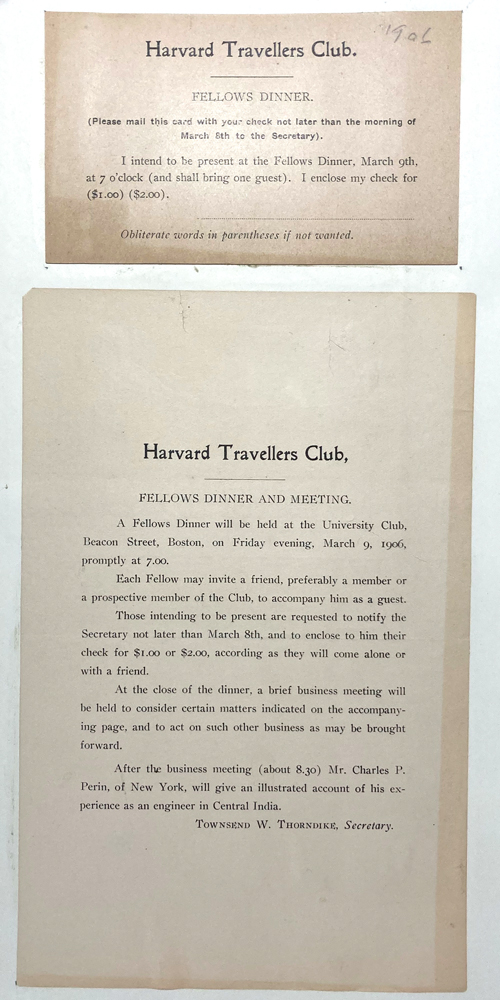 1906
Harvard Travellers Club.
FELLOWS DINNER.
(Please mail this card with your check not later than the morning of
March 8th to the Secretary).
I intend to be present at the Fellows Dinner, March 9th,
at 7 o'clock (and shall bring one guest). I enclose my check for
($1.00) ($2.00).
Obliterate words in parentheses if not wanted.
Harvard Travellers Club,
FELLOWS DINNER AND MEETING.
A Fellows Dinner will be held at the University Club,
Beacon Street, Boston, on Friday evening, March 9, 1906,
promptly at 7.00.
Each Fellow may invite a friend, preferably a member or
a prospective member of the Club, to accompany him as a guest.
Those intending to be present are requested to notify the
Secretary not later than March 8th, and to enclose to him their
check for $1.00 or $2.00, according as they will come alone or
with a friend.
At the close of the dinner, a brief business meeting will
be held to consider certain matters indicated on the accompany-
ing page, and to act on such other business as may be brought
forward.
After the business meeting (about 8.30) Mr. Charles P.
Perin, of New York, will give an illustrated account of his ex-
perience as an engineer in Central India.
TOWNSEND W. THORNDIKE, Secretary.